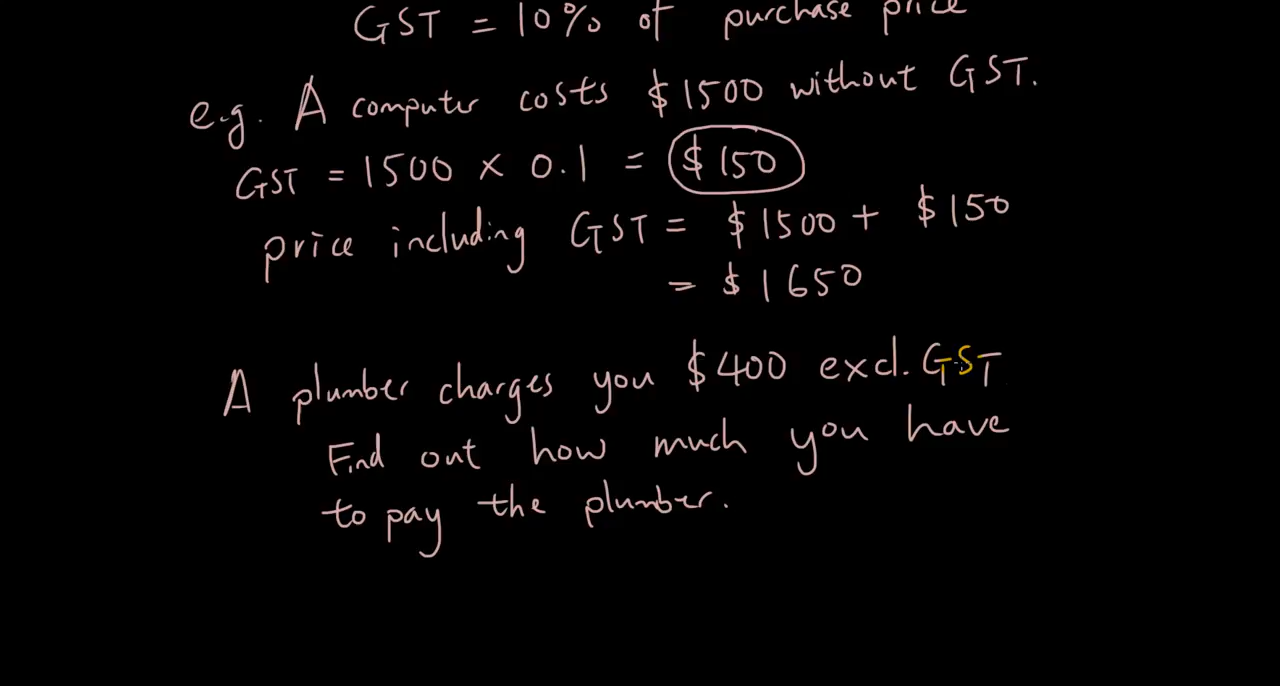 GST = 10% of purchase price
e.g. A computer costs $1500 without GST.
GST = 1500 × 0.1 = $150
price including GST = $1500 + $150
= $1650
A plumber charges you $400 excl. GST
Find out how much you have
to pay the plumber.